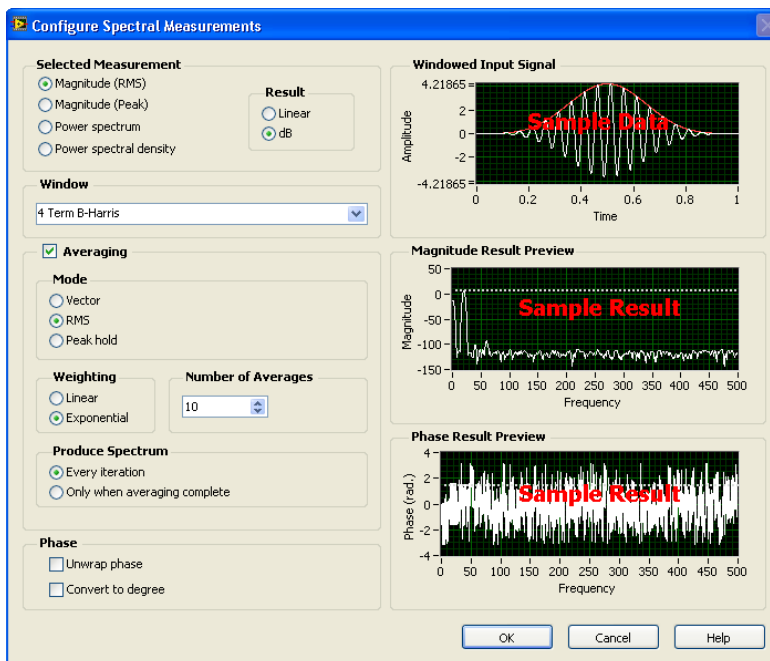 Configure Spectral Measurements
Selected Measurement
Magnitude (RMS)
Magnitude (Peak)
Power spectrum
Power spectral density
Result
Linear
dB
Window
4 Term B-Harris
Averaging
Mode
Vector
RMS
Peak hold
Weighting
Linear
Exponential
Number of Averages
10
Produce Spectrum
Every iteration
Only when averaging complete
Phase
Unwrap phase
Convert to degree
Windowed Input Signal
4.21865
2
0
-2
-4.21865
Amplitude
Sample Data
0 0.2 0.4 0.6 0.8 1
Time
Magnitude Result Preview
50
0
-50
-100
-150
Magnitude
Sample Result
0 50 100 150 200 250 300 350 400 450 500
Frequency
Phase Result Preview
4
2
0
-2
-4
Phase (rad.)
Sample Result
0 50 100 150 200 250 300 350 400 450 500
Frequency
OK Cancel Help